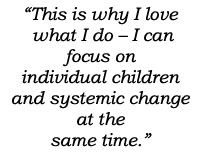 “This is why I love
what I do – I can
focus on
individual children
and systemic change
at the
same time.”